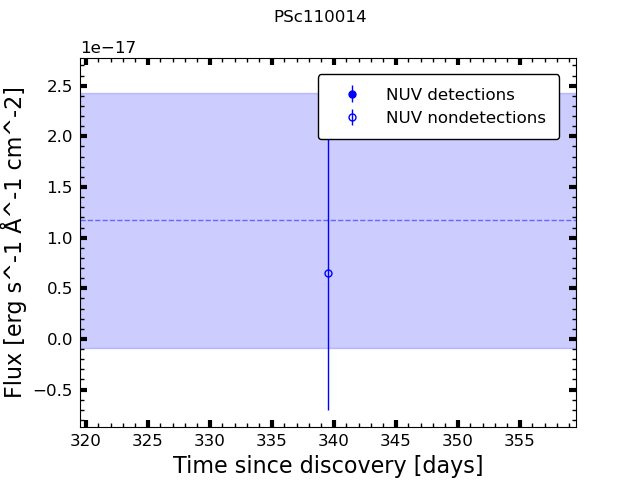 PSc110014
1e−17
2.5
2.0
1.5
1.0
0.5
0.0
−0.5
Flux [erg s^-1 Å^-1 cm^-2]
NUV detections
NUV nondetections
320 325 330 335 340 345 350 355
Time since discovery [days]